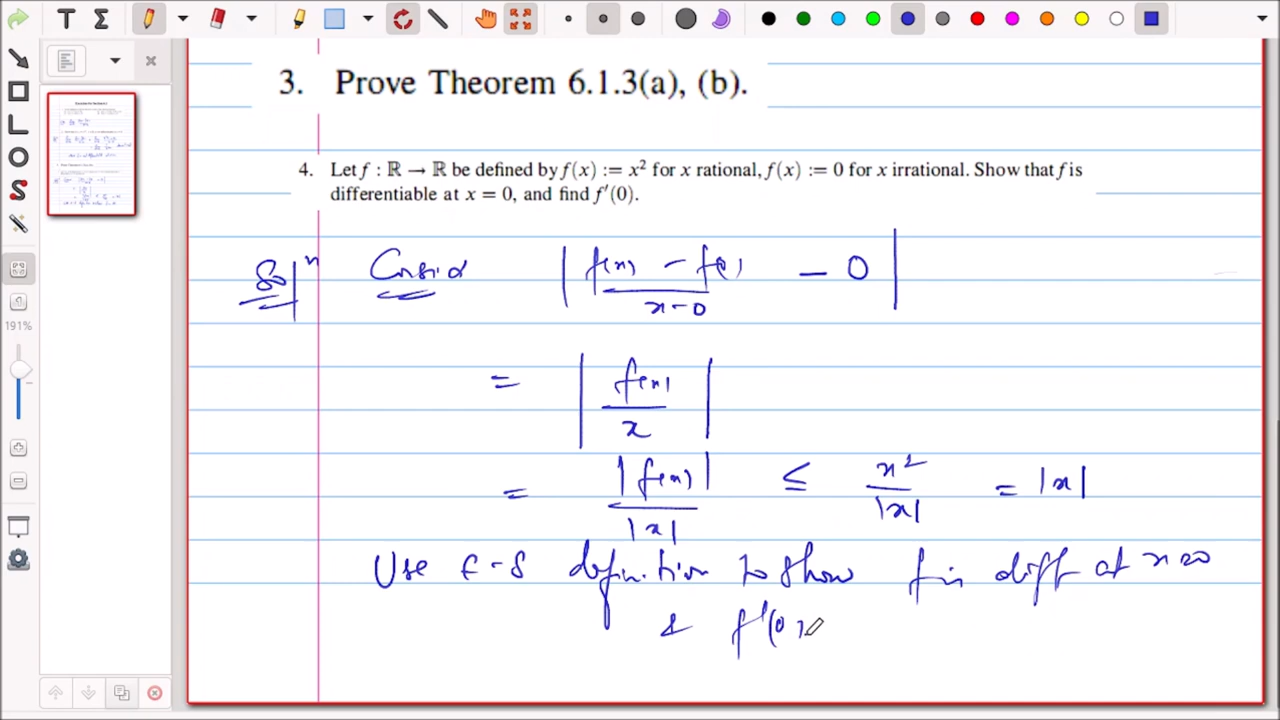 T Σ
191%
3. Prove Theorem 6.1.3(a), (b).
4. Let f : ℝ → ℝ be defined by f(x) := x² for x rational, f(x) := 0 for x irrational. Show that f is
differentiable at x = 0, and find f′(0).
Solⁿ Consid | f(x) − f(0) / x − 0 − 0 |
= | f(x) / x |
= |f(x)| / |x| ≤ x² / |x| = |x|
Use ε-δ definition to show f is diff at x=0
& f'(0)